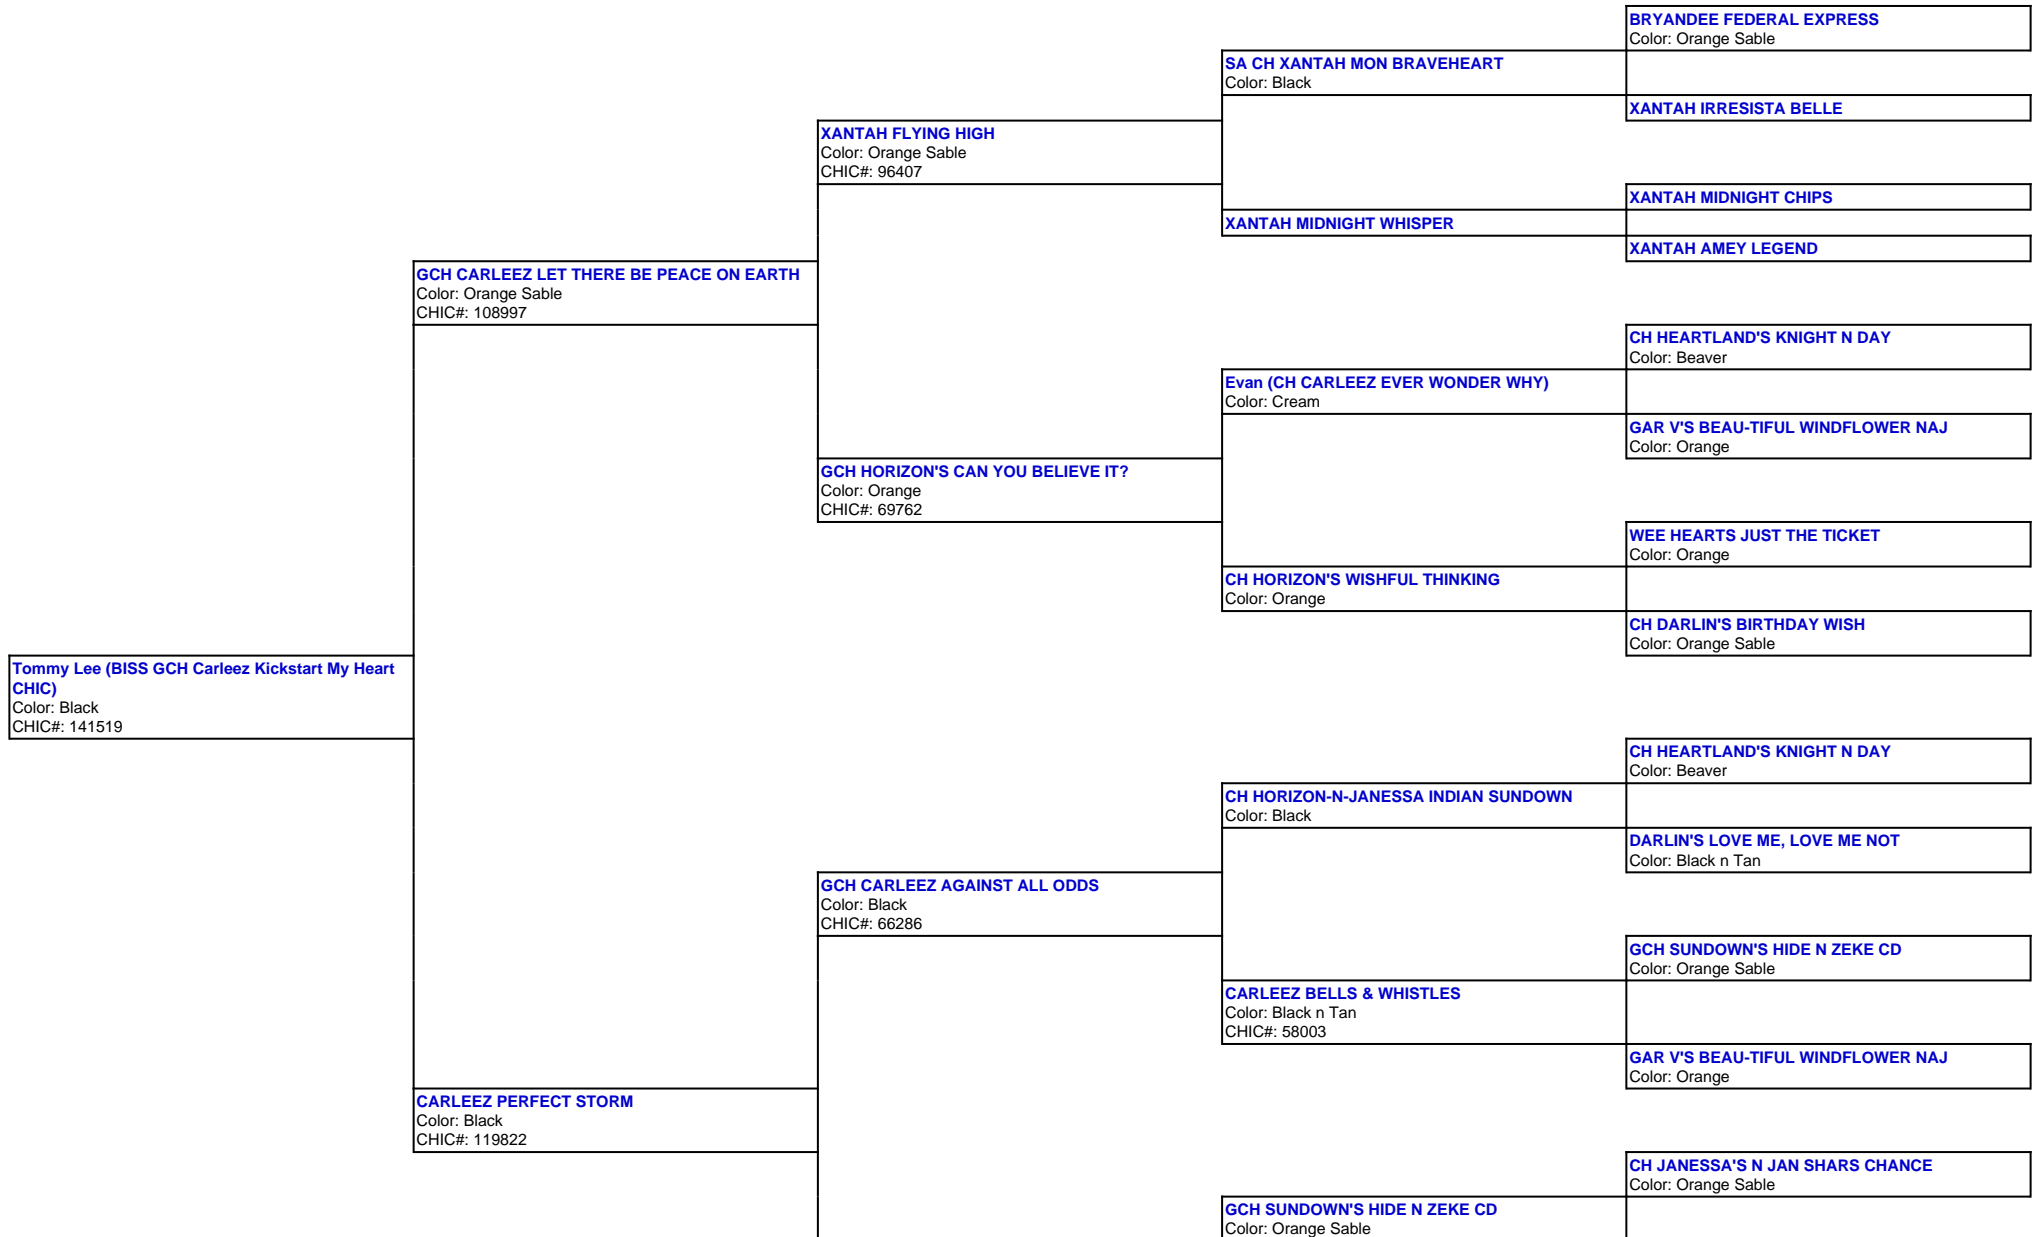 BRYANDEE FEDERAL EXPRESS
Color: Orange Sable
SA CH XANTAH MON BRAVEHEART
Color: Black
XANTAH IRRESISTA BELLE
XANTAH FLYING HIGH
Color: Orange Sable
CHIC#: 96407
XANTAH MIDNIGHT CHIPS
XANTAH MIDNIGHT WHISPER
XANTAH AMEY LEGEND
GCH CARLEEZ LET THERE BE PEACE ON EARTH
Color: Orange Sable
CHIC#: 108997
CH HEARTLAND'S KNIGHT N DAY
Color: Beaver
Evan (CH CARLEEZ EVER WONDER WHY)
Color: Cream
GAR V'S BEAU-TIFUL WINDFLOWER NAJ
Color: Orange
GCH HORIZON'S CAN YOU BELIEVE IT?
Color: Orange
CHIC#: 69762
WEE HEARTS JUST THE TICKET
Color: Orange
CH HORIZON'S WISHFUL THINKING
Color: Orange
CH DARLIN'S BIRTHDAY WISH
Color: Orange Sable
Tommy Lee (BISS GCH Carleez Kickstart My Heart
CHIC)
Color: Black
CHIC#: 141519
CH HEARTLAND'S KNIGHT N DAY
Color: Beaver
CH HORIZON-N-JANESSA INDIAN SUNDOWN
Color: Black
DARLIN'S LOVE ME, LOVE ME NOT
Color: Black n Tan
GCH CARLEEZ AGAINST ALL ODDS
Color: Black
CHIC#: 66286
GCH SUNDOWN'S HIDE N ZEKE CD
Color: Orange Sable
CARLEEZ BELLS & WHISTLES
Color: Black n Tan
CHIC#: 58003
GAR V'S BEAU-TIFUL WINDFLOWER NAJ
Color: Orange
CARLEEZ PERFECT STORM
Color: Black
CHIC#: 119822
CH JANESSA'S N JAN SHARS CHANCE
Color: Orange Sable
GCH SUNDOWN'S HIDE N ZEKE CD
Color: Orange Sable